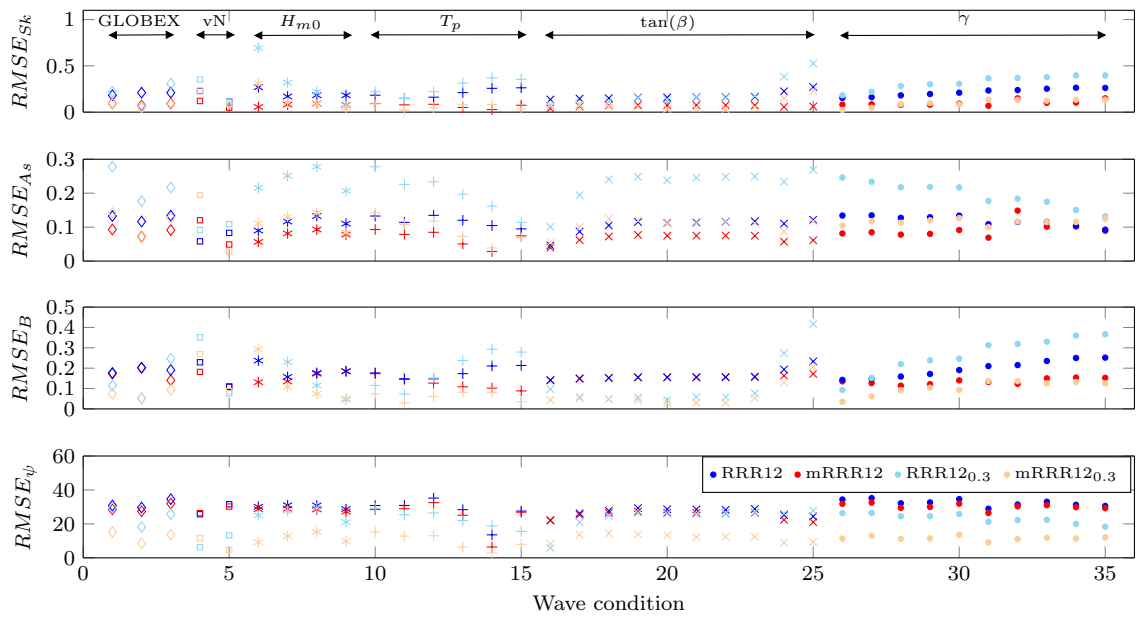 GLOBEX vN H_{m0} T_p tan(β) γ
RMSE_{Sk}
1
0.5
0
RMSE_{As}
0.3
0.2
0.1
0
RMSE_B
0.5
0.4
0.3
0.2
0.1
0
RMSE_ψ
60
40
20
0
RRR12 mRRR12 RRR12_{0.3} mRRR12_{0.3}
0 5 10 15 20 25 30 35
Wave condition